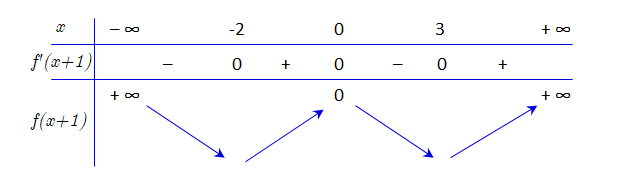 x − ∞ -2 0 3 + ∞
f'(x+1) − 0 + 0 − 0 +
+ ∞ 0 + ∞
f(x+1)